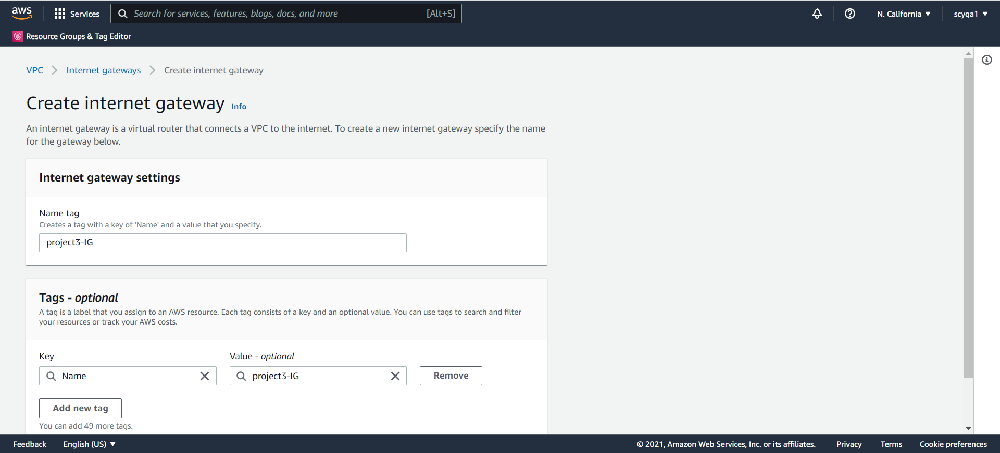 aws
Services
Search for services, features, blogs, docs, and more
[Alt+S]
N. California
scyqa1
Resource Groups & Tag Editor
VPC
Internet gateways
Create internet gateway
Create internet gateway
Info
An internet gateway is a virtual router that connects a VPC to the internet. To create a new internet gateway specify the name
for the gateway below.
Internet gateway settings
Name tag
Creates a tag with a key of 'Name' and a value that you specify.
project3-IG
Tags - optional
A tag is a label that you assign to an AWS resource. Each tag consists of a key and an optional value. You can use tags to search and filter
your resources or track your AWS costs.
Key
Value - optional
Name
project3-IG
Remove
Add new tag
You can add 49 more tags.
Feedback
English (US)
© 2021, Amazon Web Services, Inc. or its affiliates.
Privacy
Terms
Cookie preferences